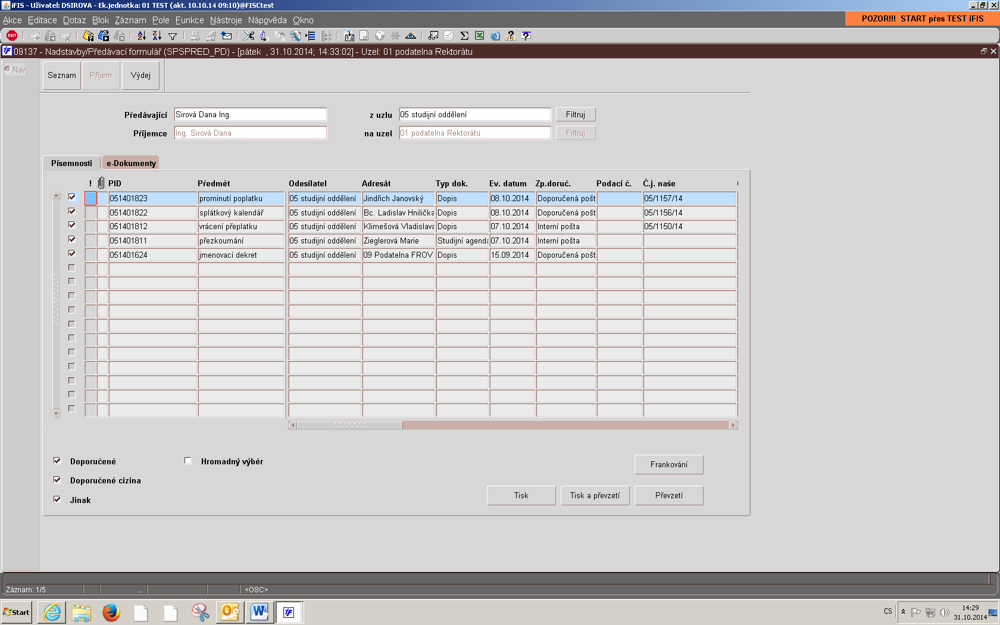 iFIS - Uživatel: DSIROVA - Ek.jednotka: 01 TEST (akt. 10.10.14 09:10)@FISCtest
Akce Editace Dotaz Blok Záznam Pole Funkce Nástroje Nápověda Okno
POZOR!!! START přes TEST iFIS
EXIT
09137 - Nadstavby/Předávací formulář (SPSPRED_PD) - [pátek , 31.10.2014; 14:33:02] - Uzel: 01 podatelna Rektorátu
Nav
Seznam Příjem Výdej
Předávající Sirová Dana Ing. z uzlu 05 studijní oddělení Filtruj
Příjemce Ing. Sirová Dana na uzel 01 podatelna Rektorátu Filtruj
Písemnosti e-Dokumenty
! PID Předmět Odesílatel Adresát Typ dok. Ev. datum Zp.doruč. Podací č. Č.j. naše
051401823 prominutí poplatku 05 studijní oddělení Jindřich Janovský Dopis 08.10.2014 Doporučená pošt 05/1157/14
051401822 splátkový kalendář 05 studijní oddělení Bc. Ladislav Hnilička Dopis 08.10.2014 Doporučená pošt 05/1156/14
051401812 vrácení přeplatku 05 studijní oddělení Klimešová Vladislava Dopis 07.10.2014 Interní pošta 05/1150/14
051401811 přezkoumání 05 studijní oddělení Zieglerová Marie Studijní agenda 07.10.2014 Interní pošta
051401624 jmenovací dekret 05 studijní oddělení 09 Podatelna FROV Dopis 15.09.2014 Doporučená pošt
Doporučeně Hromadný výběr
Frankování
Doporučeně cizina
Tisk Tisk a převzetí Převzetí
Jinak
Záznam: 1/5 ... <OSC>
Start
CS
14:29
31.10.2014